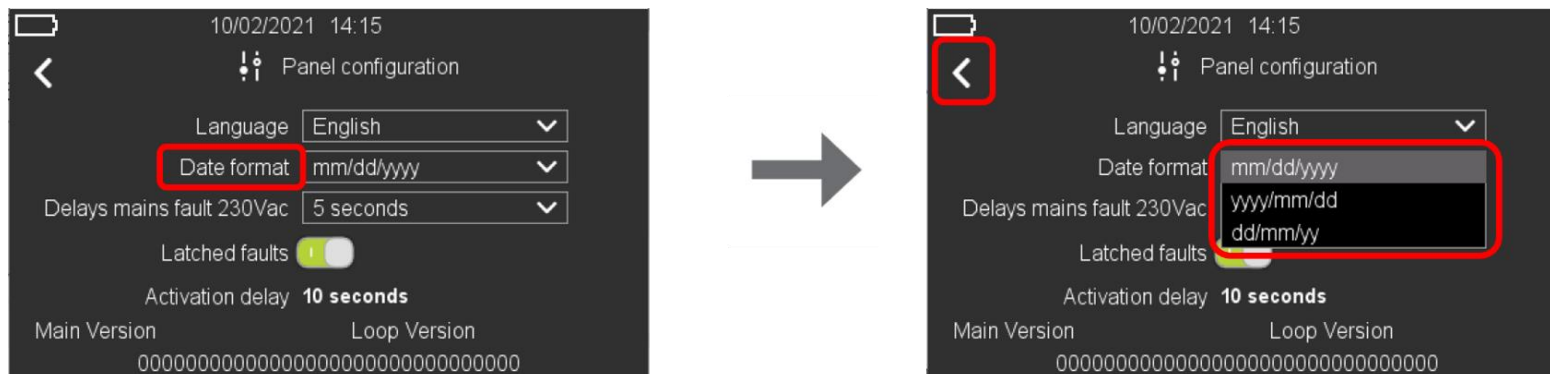 10/02/2021 14:15
Panel configuration
Language English
Date format mm/dd/yyyy
Delays mains fault 230Vac 5 seconds
Latched faults
Activation delay 10 seconds
Main Version Loop Version
00000000000000000000000000000000
10/02/2021 14:15
Panel configuration
Language English
Date format mm/dd/yyyy
yyyy/mm/dd
Delays mains fault 230Vac
dd/mm/yy
Latched faults
Activation delay 10 seconds
Main Version Loop Version
00000000000000000000000000000000